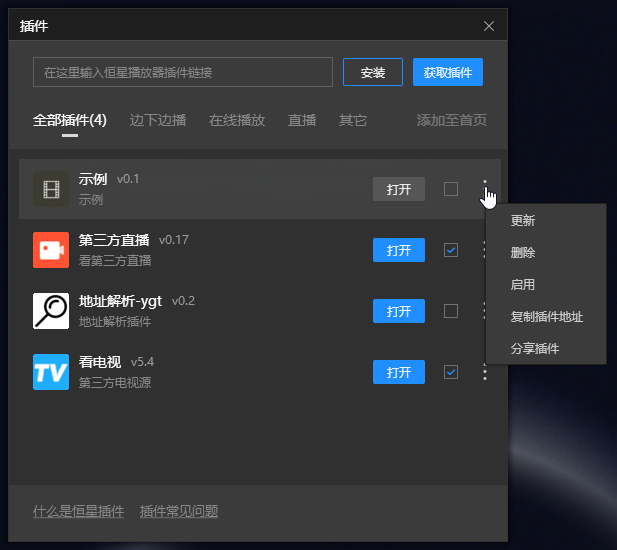 插件
在这里输入恒星播放器插件链接
安装
获取插件
全部插件(4)
边下边播
在线播放
直播
其它
添加至首页
示例 v0.1
示例
打开
第三方直播 v0.17
看第三方直播
打开
地址解析-ygt v0.2
地址解析插件
打开
TV
看电视 v5.4
第三方电视源
打开
更新
删除
启用
复制插件地址
分享插件
什么是恒星插件
插件常见问题